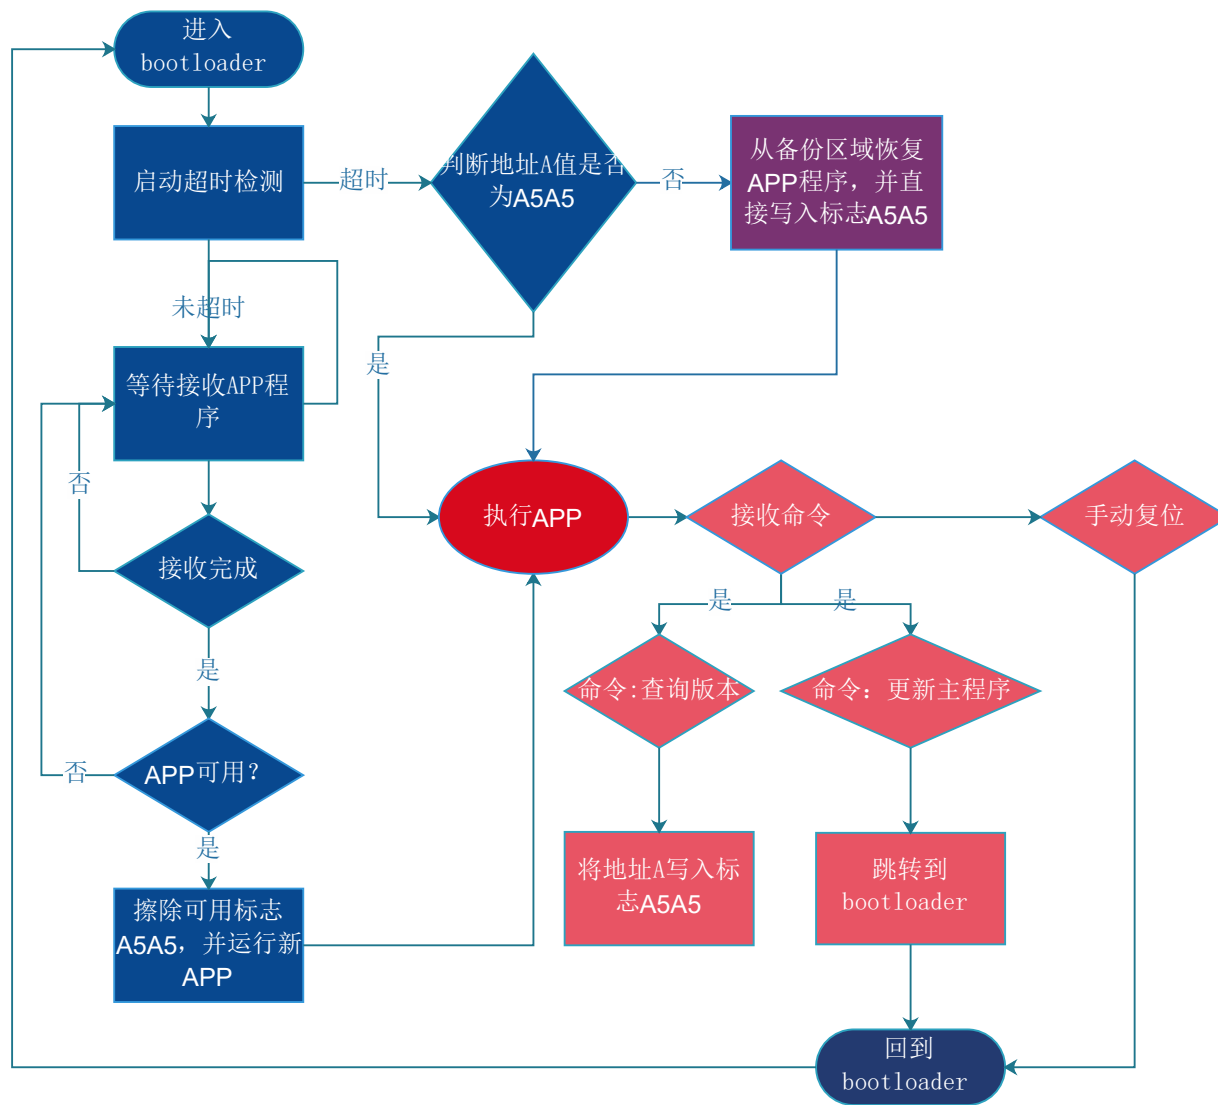 进入
bootloader
启动超时检测
超时
判断地址A值是否
为A5A5
否
从备份区域恢复
APP程序，并直
接写入标志A5A5
未超时
是
等待接收APP程
序
否
接收完成
执行APP
接收命令
手动复位
是
是
是
命令:查询版本
命令：更新主程序
否
APP可用？
是
将地址A写入标
志A5A5
跳转到
bootloader
擦除可用标志
A5A5，并运行新
APP
回到
bootloader